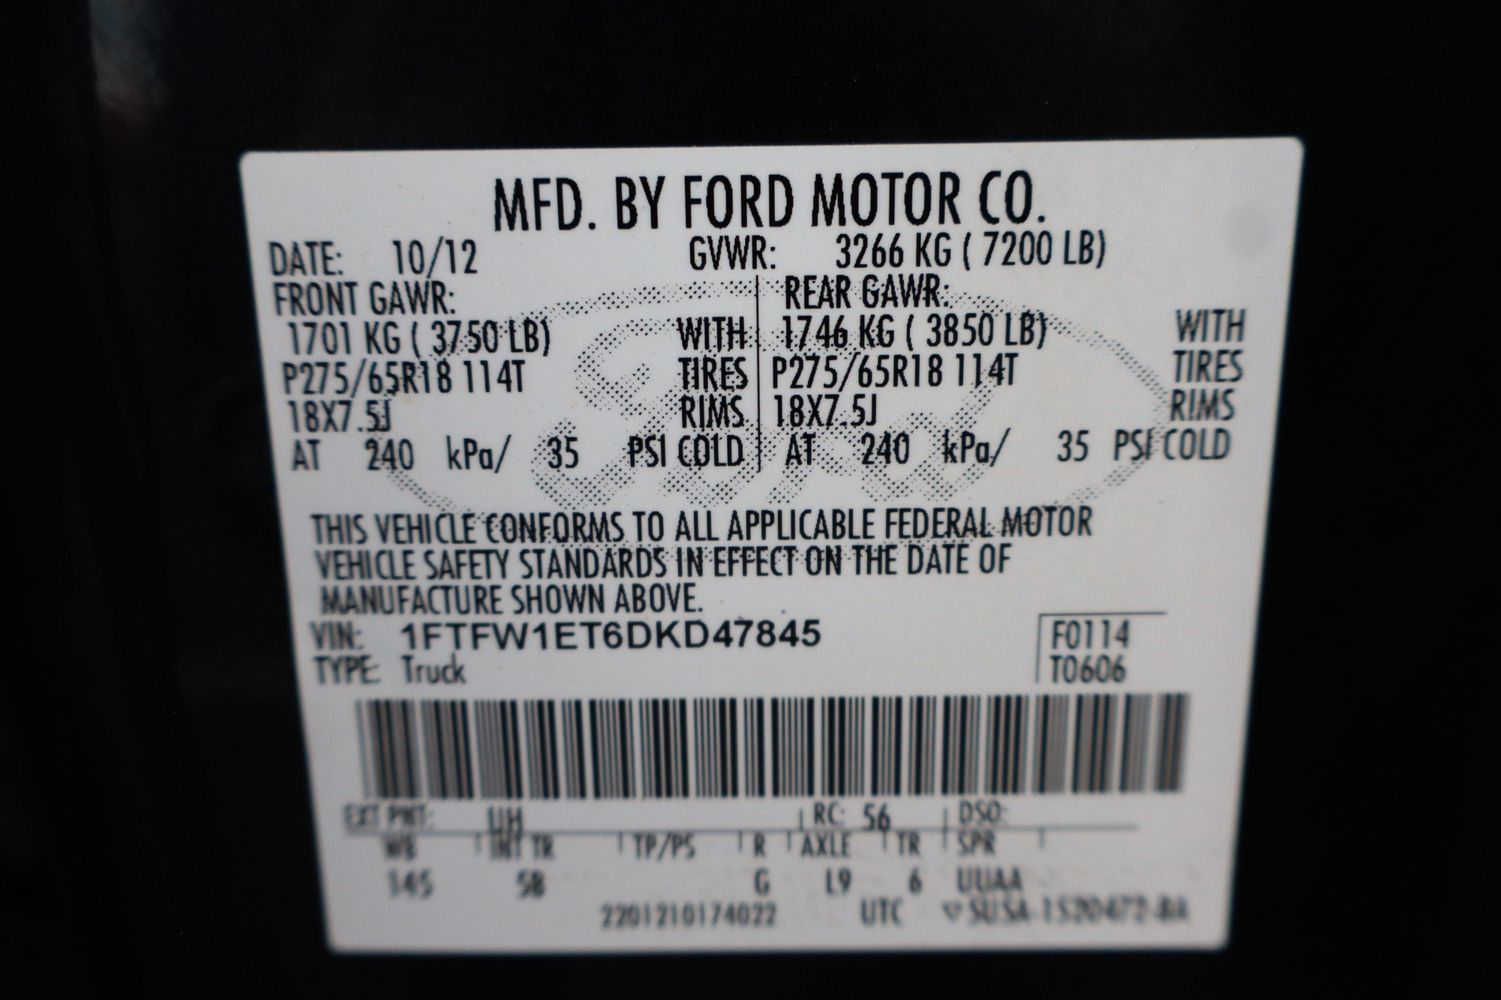 MFD. BY FORD MOTOR CO.
DATE: 10/12 GVWR: 3266 KG ( 7200 LB)
FRONT GAWR: REAR GAWR:
1701 KG ( 3750 LB) WITH 1746 KG ( 3850 LB) WITH
P275/65R18 114T TIRES P275/65R18 114T TIRES
18X7.5J RIMS 18X7.5J RIMS
AT 240 kPa/ 35 PSI COLD AT 240 kPa/ 35 PSI COLD
Ford
THIS VEHICLE CONFORMS TO ALL APPLICABLE FEDERAL MOTOR
VEHICLE SAFETY STANDARDS IN EFFECT ON THE DATE OF
MANUFACTURE SHOWN ABOVE.
VIN: 1FTFW1ET6DKD47845 F0114
TYPE: Truck T0606
EXT PNT: UH RC: 56 DSO:
WB INT TR TP/PS R AXLE TR SPR
145 SB G L9 6 UUAA
2201210174022 UTC SUSA-1520472-BA